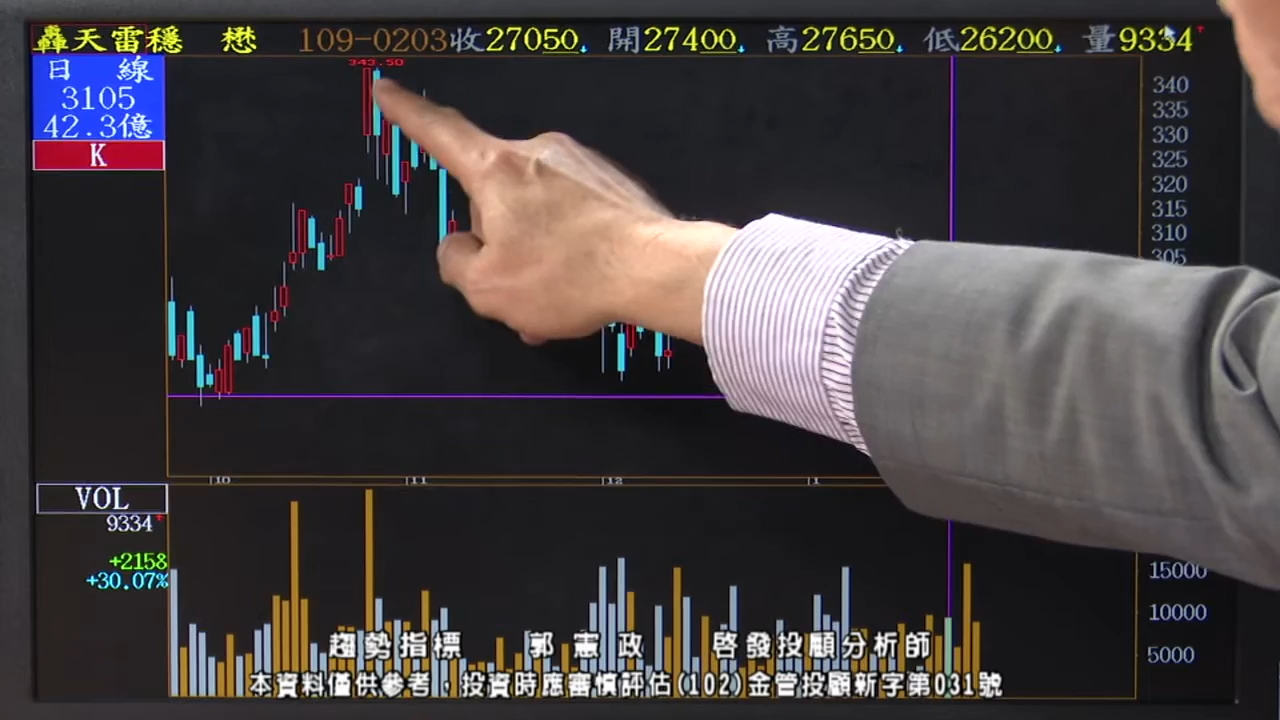 轟天雷穩 懋 109-0203收27050 開27400 高27650 低26200 量9334
日 線
3105
42.3億
K
343.50
340
335
330
325
320
315
310
305
10 11 12 1
VOL
9334
+2158
+30.07%
15000
10000
5000
趨勢指標 郭憲政 啓發投顧分析師
本資料僅供參考，投資時應審慎評估(102)金管投顧新字第031號